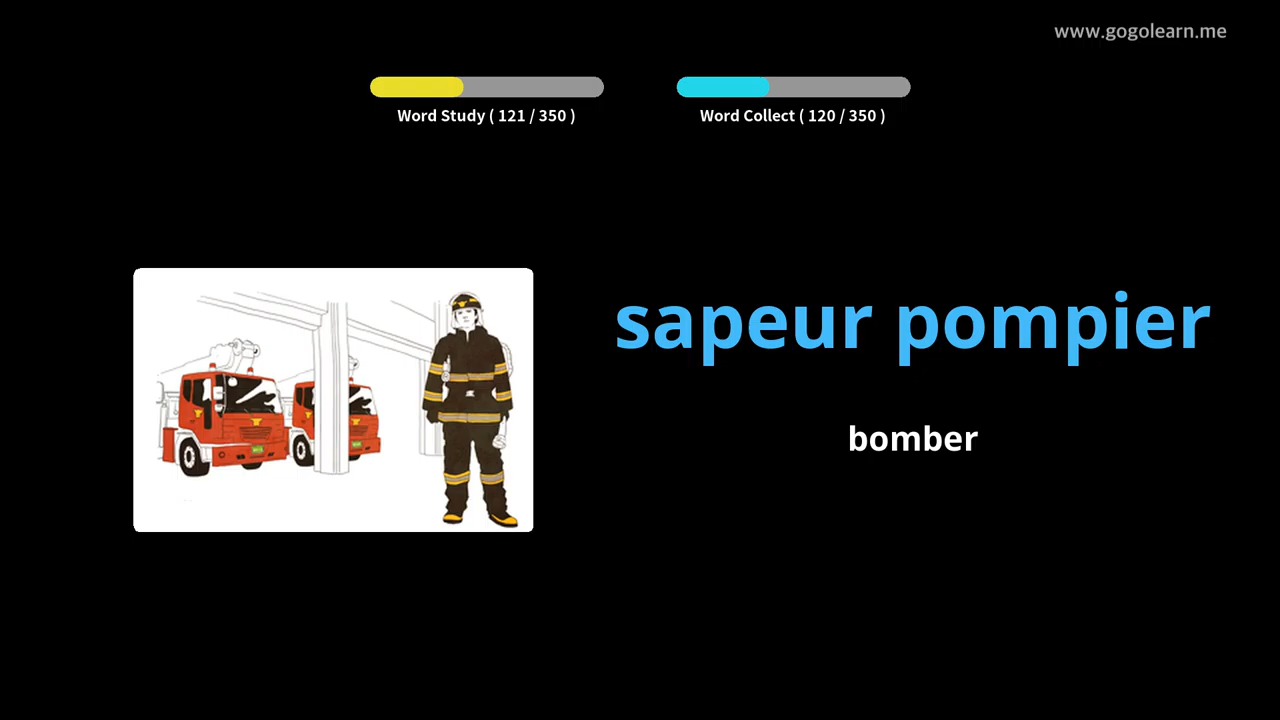 www.gogolearn.me
Word Study ( 121 / 350 )
Word Collect ( 120 / 350 )
sapeur pompier
bomber